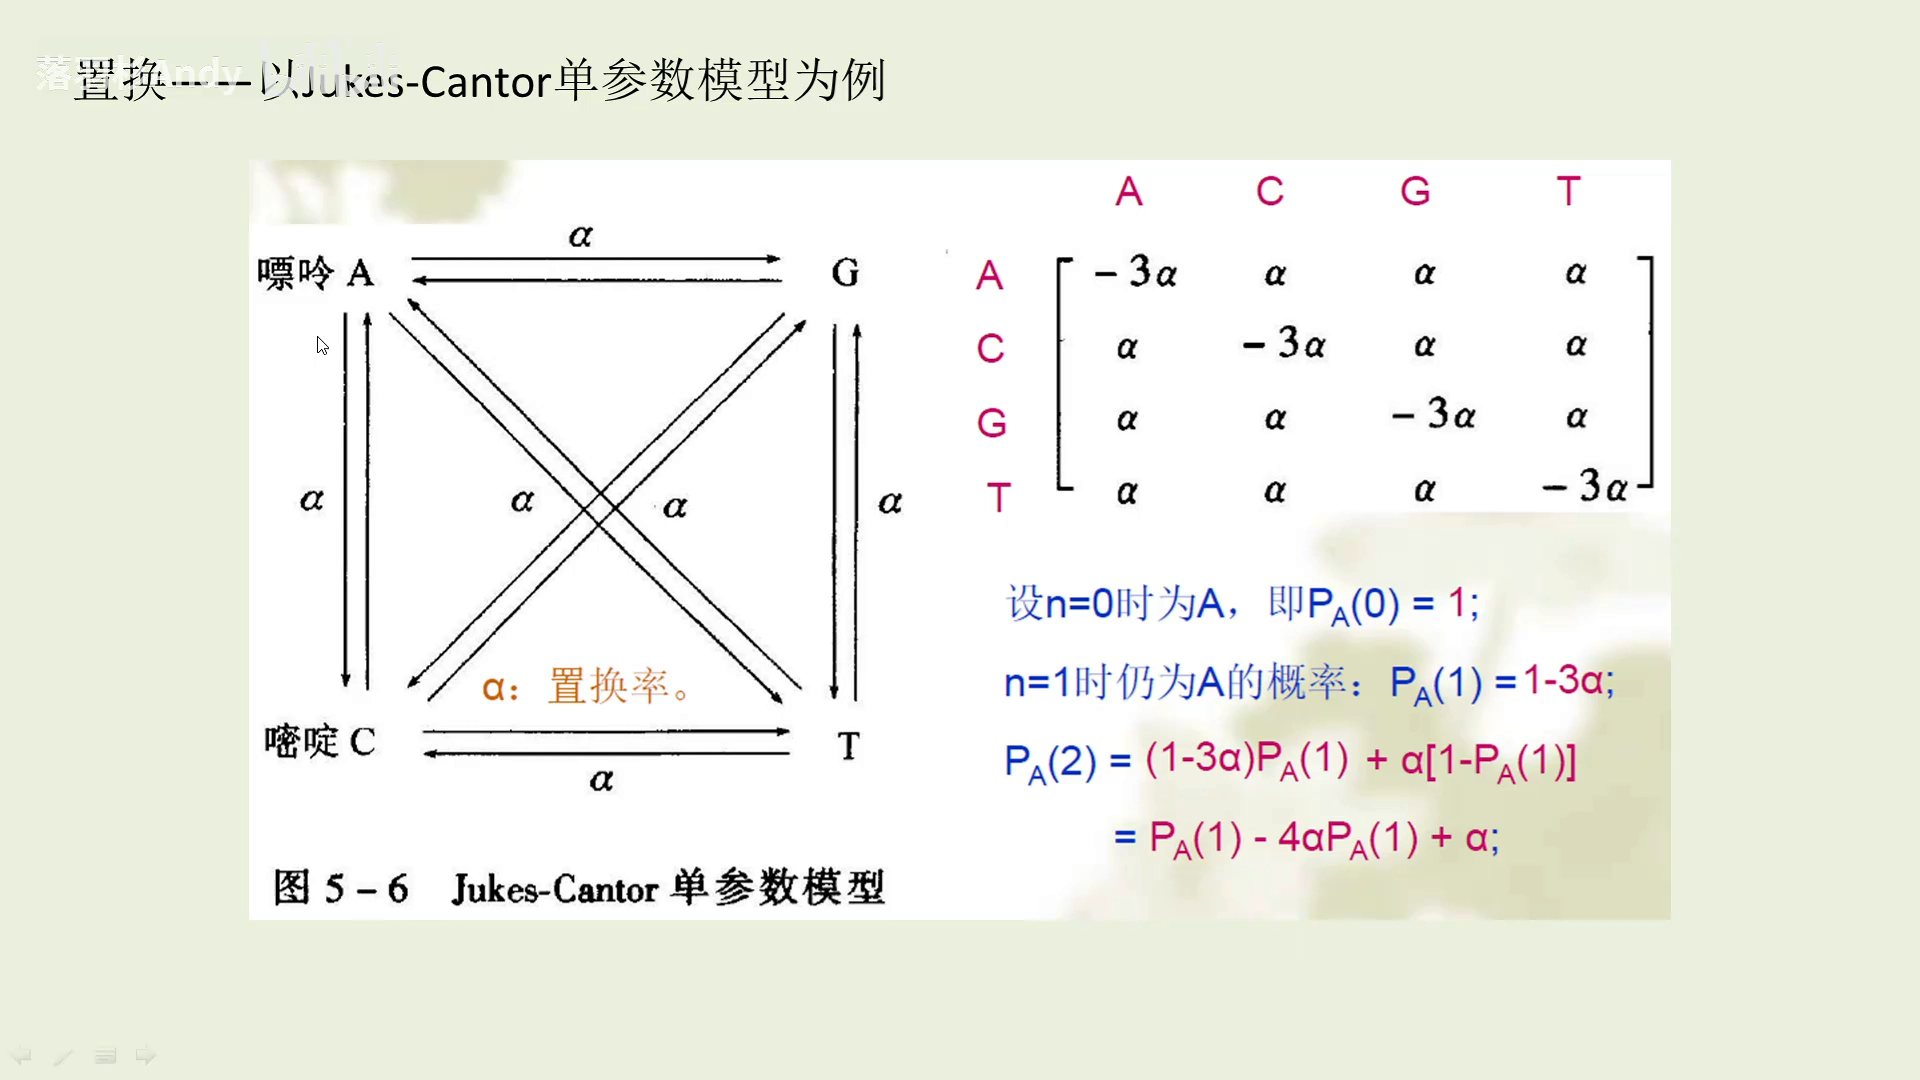 置换——以Jukes-Cantor单参数模型为例
α
嘌呤 A
G
α
α
α
α
α：置换率。
嘧啶 C
T
α
图 5-6 Jukes-Cantor 单参数模型
A C G T
A -3α α α α
C α -3α α α
G α α -3α α
T α α α -3α
设n=0时为A，即PA(0) = 1;
n=1时仍为A的概率：PA(1) =1-3α;
PA(2) = (1-3α)PA(1) + α[1-PA(1)]
= PA(1) - 4αPA(1) + α;